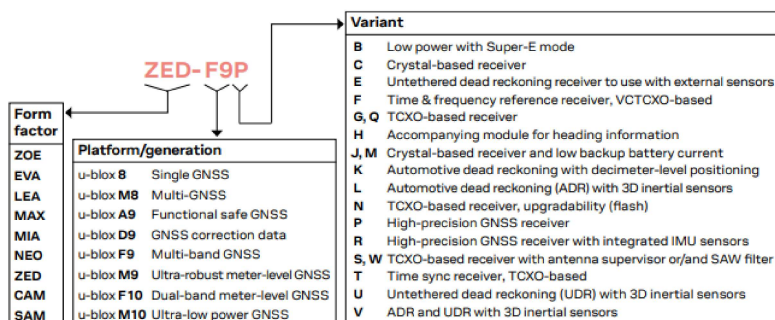 ZED-F9P
Form factor
ZOE
EVA
LEA
MAX
MIA
NEO
ZED
CAM
SAM
Platform/generation
u-blox 8 Single GNSS
u-blox M8 Multi-GNSS
u-blox A9 Functional safe GNSS
u-blox D9 GNSS correction data
u-blox F9 Multi-band GNSS
u-blox M9 Ultra-robust meter-level GNSS
u-blox F10 Dual-band meter-level GNSS
u-blox M10 Ultra-low power GNSS
Variant
B Low power with Super-E mode
C Crystal-based receiver
E Untethered dead reckoning receiver to use with external sensors
F Time & frequency reference receiver, VCTCXO-based
G, Q TCXO-based receiver
H Accompanying module for heading information
J, M Crystal-based receiver and low backup battery current
K Automotive dead reckoning with decimeter-level positioning
L Automotive dead reckoning (ADR) with 3D inertial sensors
N TCXO-based receiver, upgradability (flash)
P High-precision GNSS receiver
R High-precision GNSS receiver with integrated IMU sensors
S, W TCXO-based receiver with antenna supervisor or/and SAW filter
T Time sync receiver, TCXO-based
U Untethered dead reckoning (UDR) with 3D inertial sensors
V ADR and UDR with 3D inertial sensors